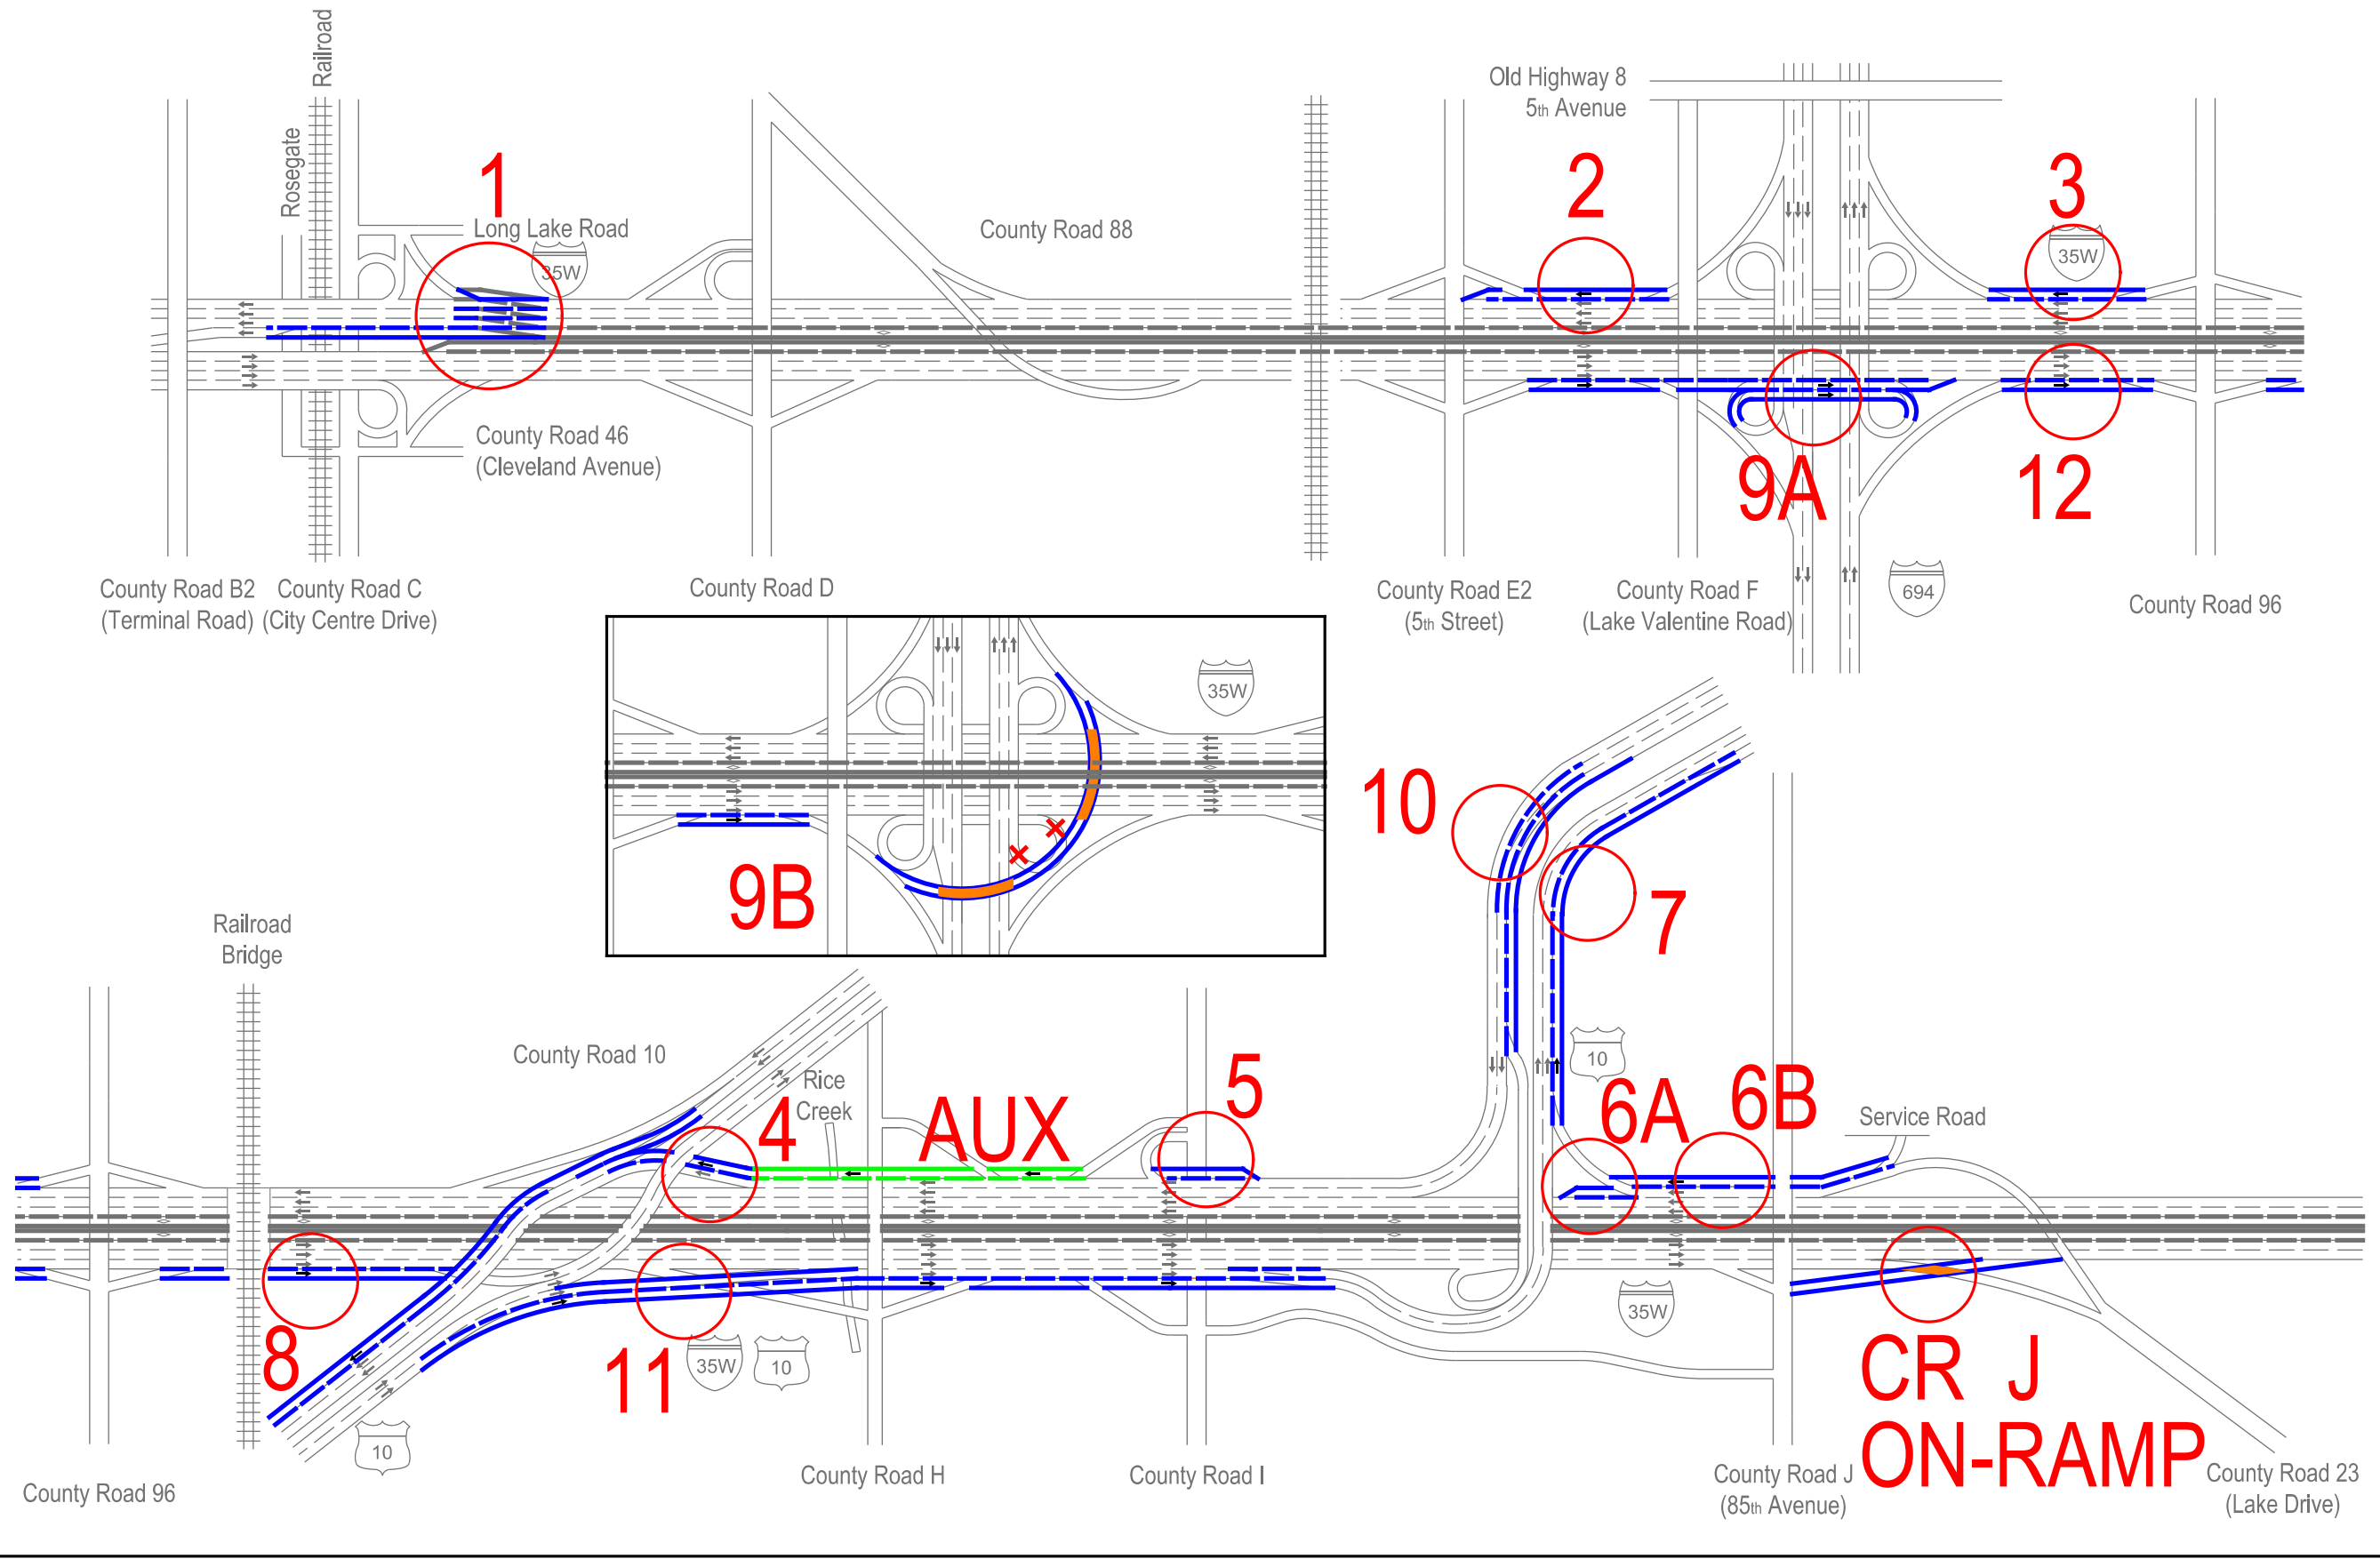 Railroad
Rosegate
1
Long Lake Road
35W
County Road 88
Old Highway 8
5th Avenue
2
3
35W
County Road 46
(Cleveland Avenue)
9A
12
County Road B2
(Terminal Road)
County Road C
(City Centre Drive)
County Road D
County Road E2
(5th Street)
County Road F
(Lake Valentine Road)
694
County Road 96
35W
9B
10
7
Railroad
Bridge
County Road 10
Rice
Creek
4
AUX
5
10
6A
6B
Service Road
8
11
35W
10
35W
10
CR J
ON-RAMP
County Road 96
County Road H
County Road I
County Road J
(85th Avenue)
County Road 23
(Lake Drive)